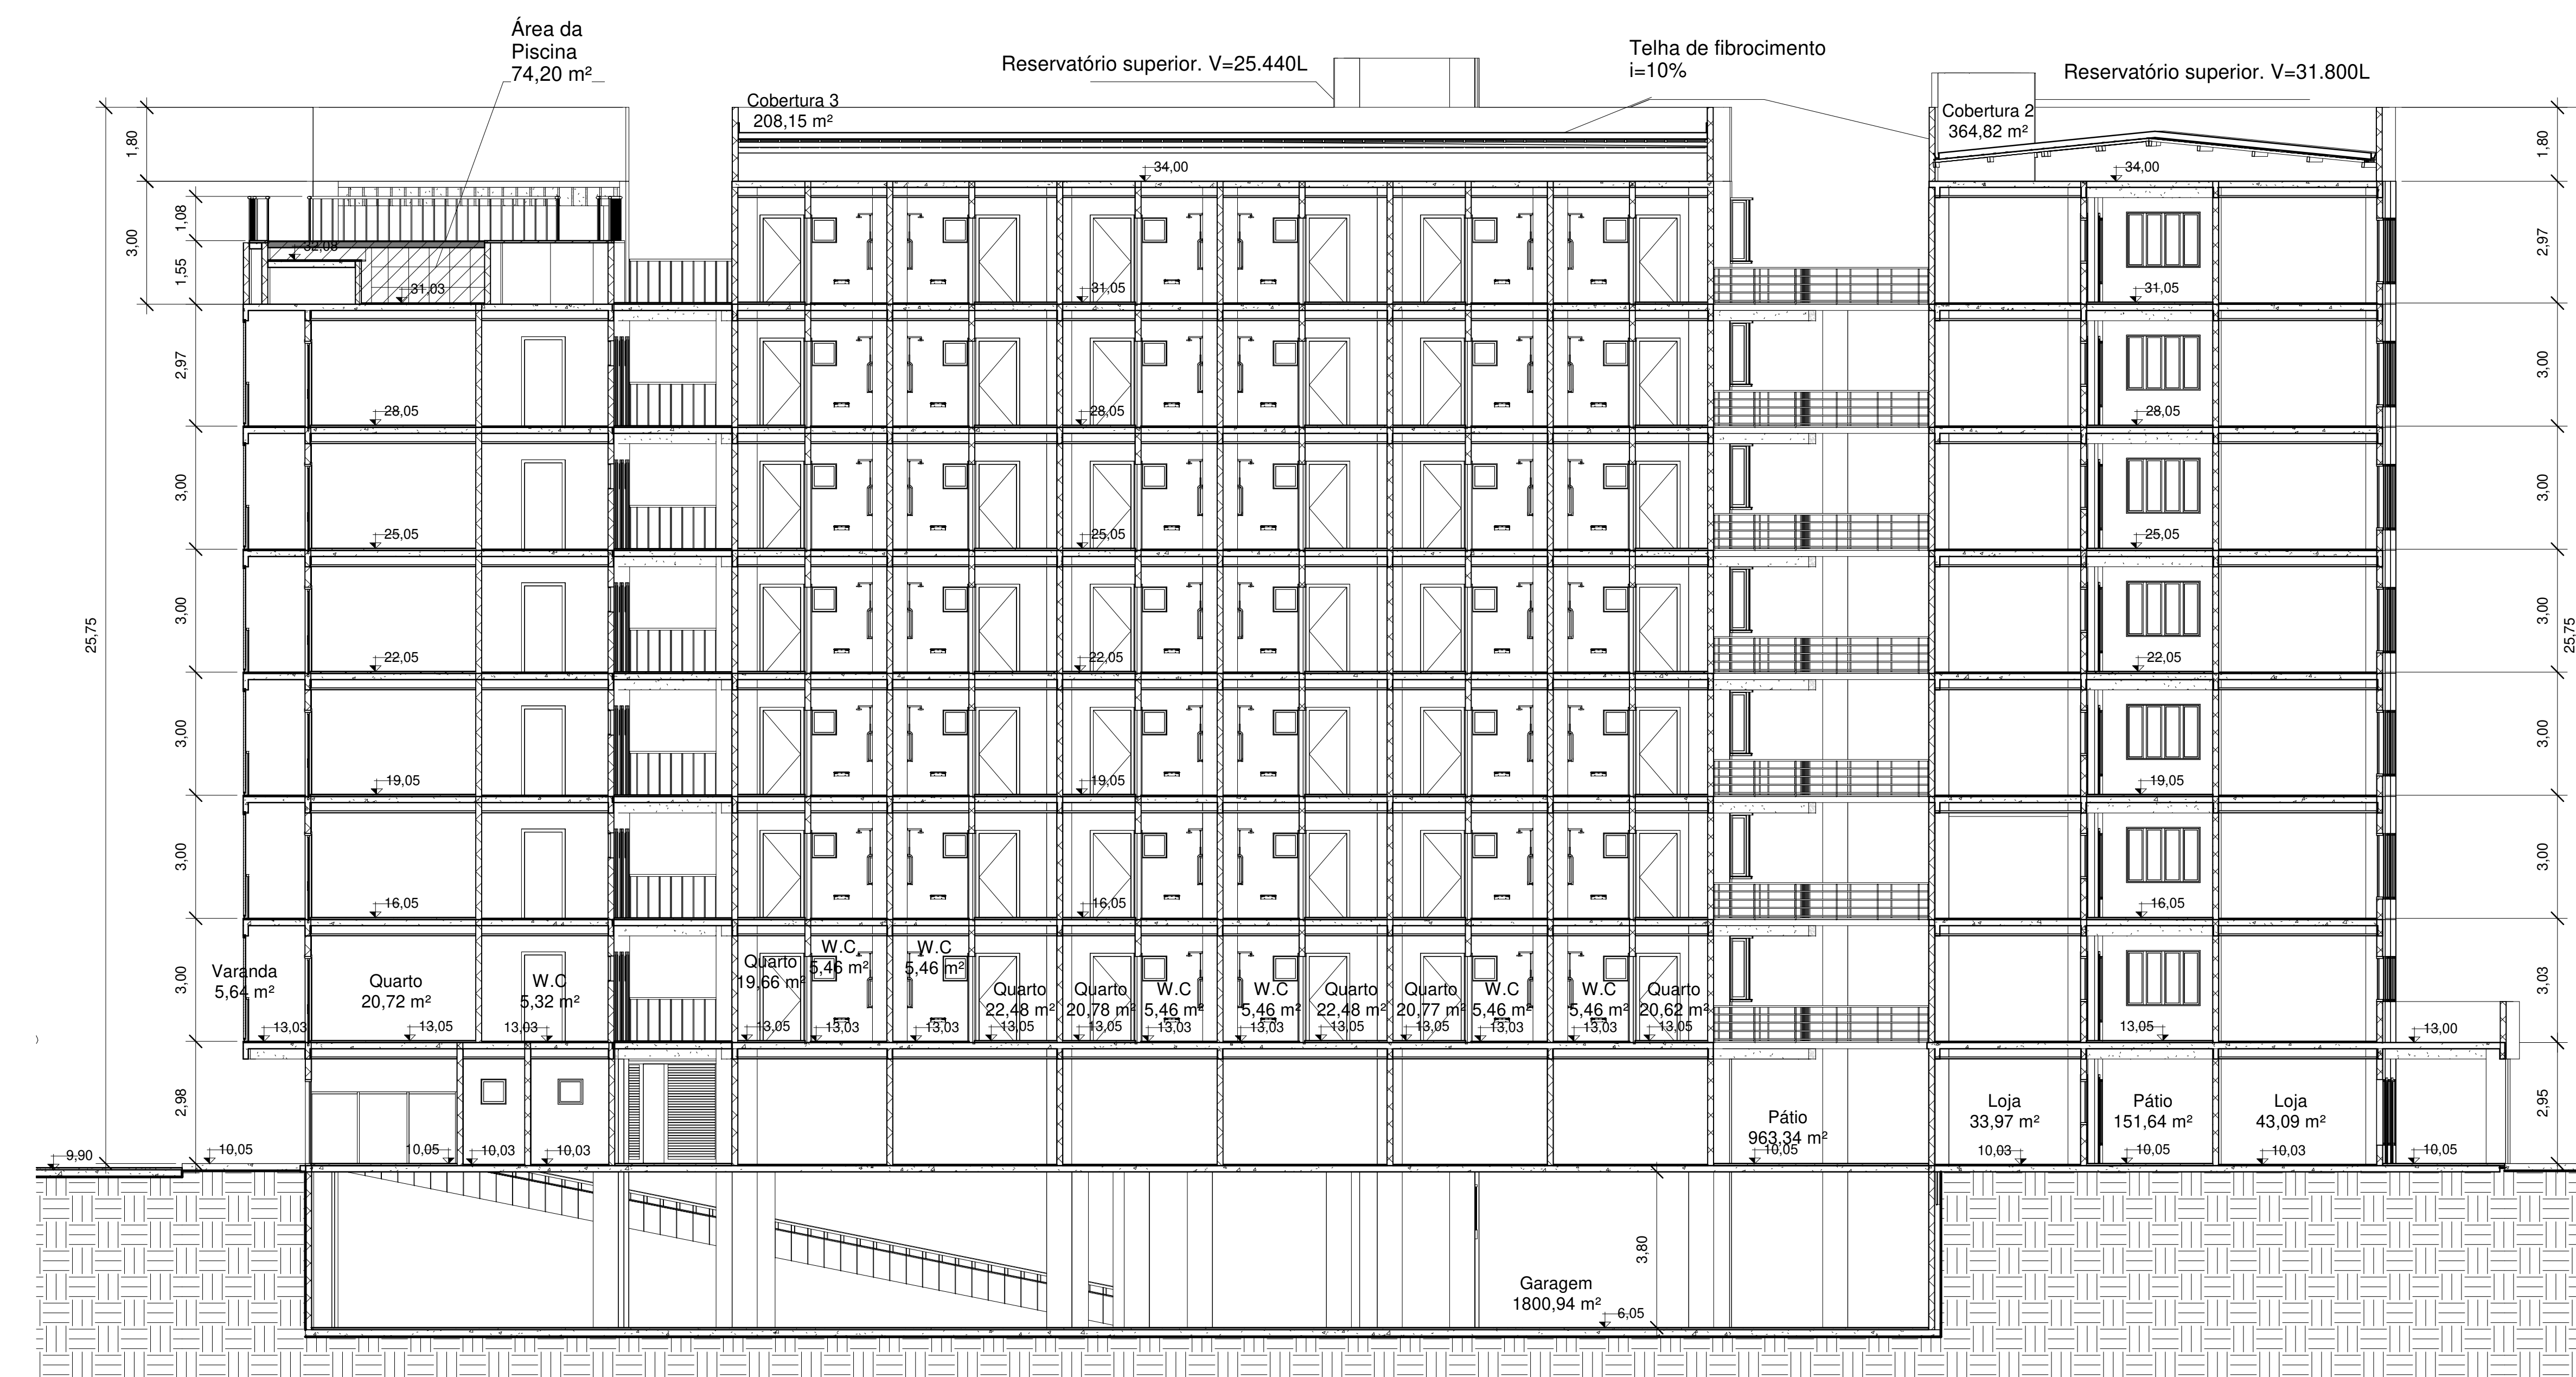 Área da
Piscina
74,20 m²
Reservatório superior. V=25.440L
Telha de fibrocimento
i=10%
Reservatório superior. V=31.800L
Cobertura 3
208,15 m²
Cobertura 2
364,82 m²
1,80
1,80
34,00
34,00
3,00
1,08
1,55
32,08
31,03
31,05
31,05
2,97
2,97
28,05
28,05
28,05
3,00
3,00
25,05
25,05
25,05
3,00
3,00
22,05
22,05
22,05
3,00
25,75
25,75
3,00
19,05
19,05
19,05
3,00
3,00
16,05
16,05
16,05
3,00
Varanda
5,64 m²
Quarto
20,72 m²
W.C
5,32 m²
Quarto
19,66 m²
W.C
5,46 m²
W.C
5,46 m²
Quarto
22,48 m²
Quarto
20,78 m²
W.C
5,46 m²
W.C
5,46 m²
Quarto
22,48 m²
Quarto
20,77 m²
W.C
5,46 m²
W.C
5,46 m²
Quarto
20,62 m²
3,00
3,03
13,03
13,05
13,03
13,05
13,03
13,03
13,05
13,05
13,03
13,03
13,05
13,05
13,03
13,03
13,05
13,05
13,00
2,98
2,95
Pátio
963,34 m²
Loja
33,97 m²
Pátio
151,64 m²
Loja
43,09 m²
9,90
10,05
10,05
10,03
10,03
10,05
10,03
10,05
10,03
10,05
3,80
Garagem
1800,94 m²
6,05